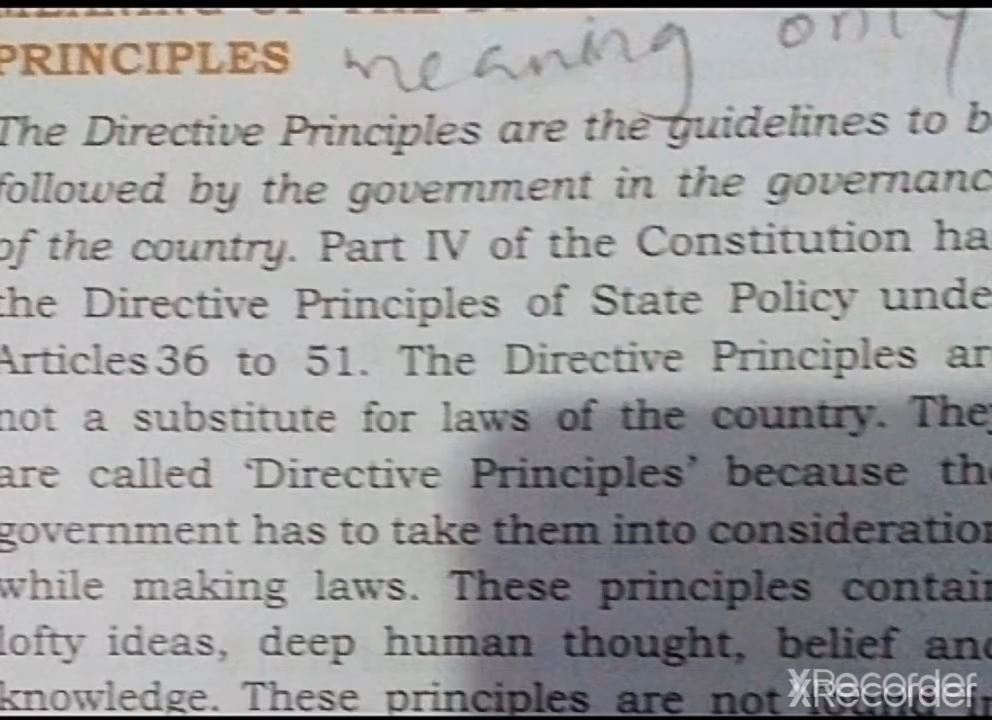 PRINCIPLES meaning only
The Directive Principles are the guidelines to b
followed by the government in the governanc
of the country. Part IV of the Constitution ha
the Directive Principles of State Policy unde
Articles 36 to 51. The Directive Principles ar
not a substitute for laws of the country. They
are called ‘Directive Principles’ because the
government has to take them into consideration
while making laws. These principles contain
lofty ideas, deep human thought, belief and
knowledge. These principles are not
XRecorder